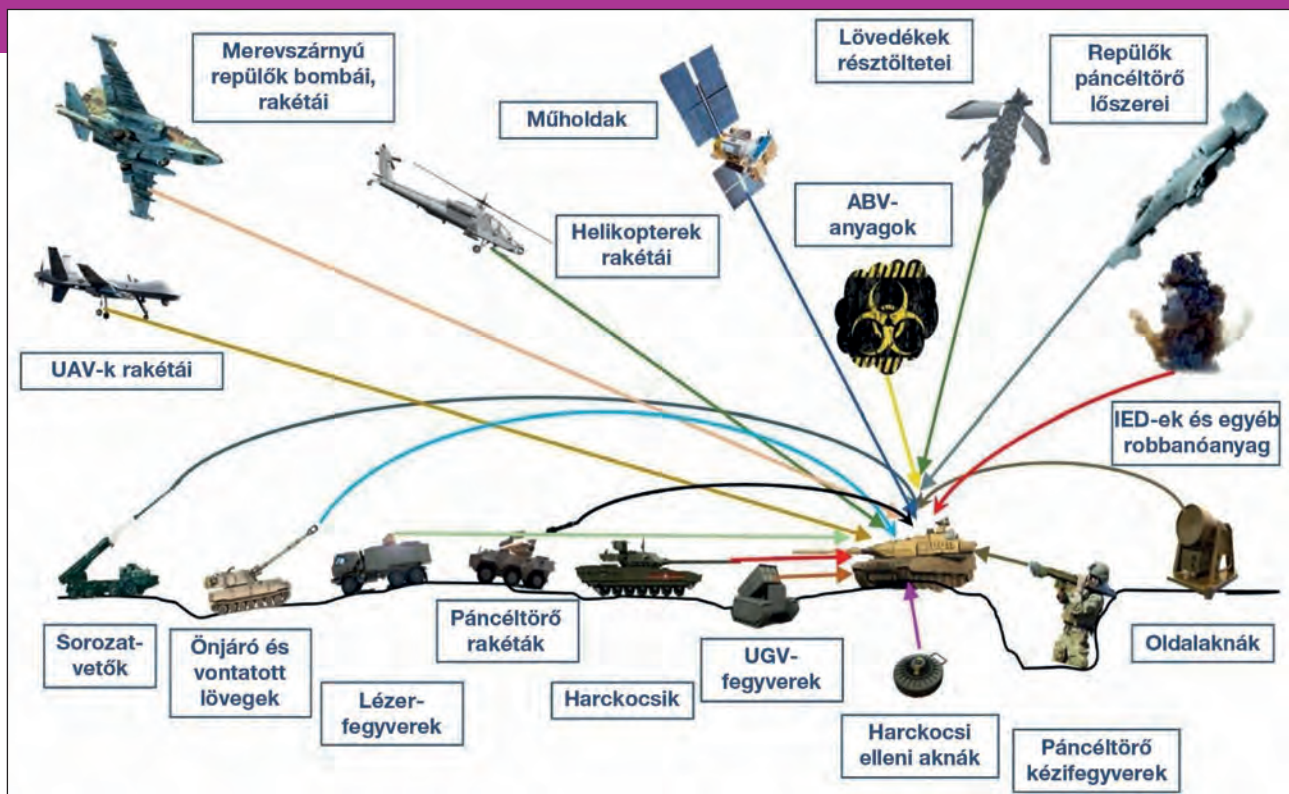 Merevszárnyú
repülők bombái,
rakétái
Műholdak
Lövedékek
résztöltetei
Repülők
páncéltörő
lőszerei
Helikopterek
rakétái
ABV-
anyagok
UAV-k rakétái
IED-ek és egyéb
robbanóanyag
Sorozat-
vetők
Önjáró és
vontatott
lövegek
Lézer-
fegyverek
Páncéltörő
rakéták
Harckocsik
UGV-
fegyverek
Harckocsi
elleni aknák
Páncéltörő
kézifegyverek
Oldalaknák